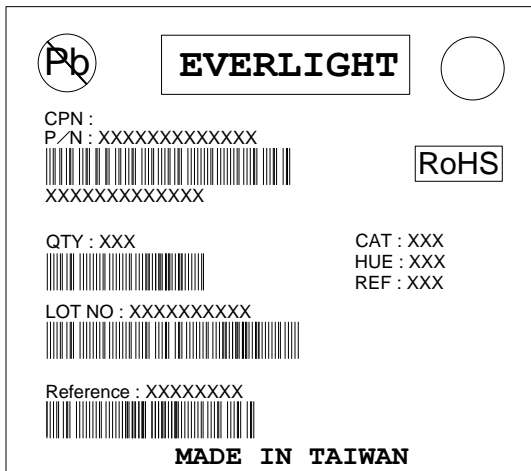 Pb
EVERLIGHT
CPN :
P/N : XXXXXXXXXXXXX
RoHS
XXXXXXXXXXXXX
QTY : XXX
CAT : XXX
HUE : XXX
REF : XXX
LOT NO : XXXXXXXXXX
Reference : XXXXXXXX
MADE IN TAIWAN